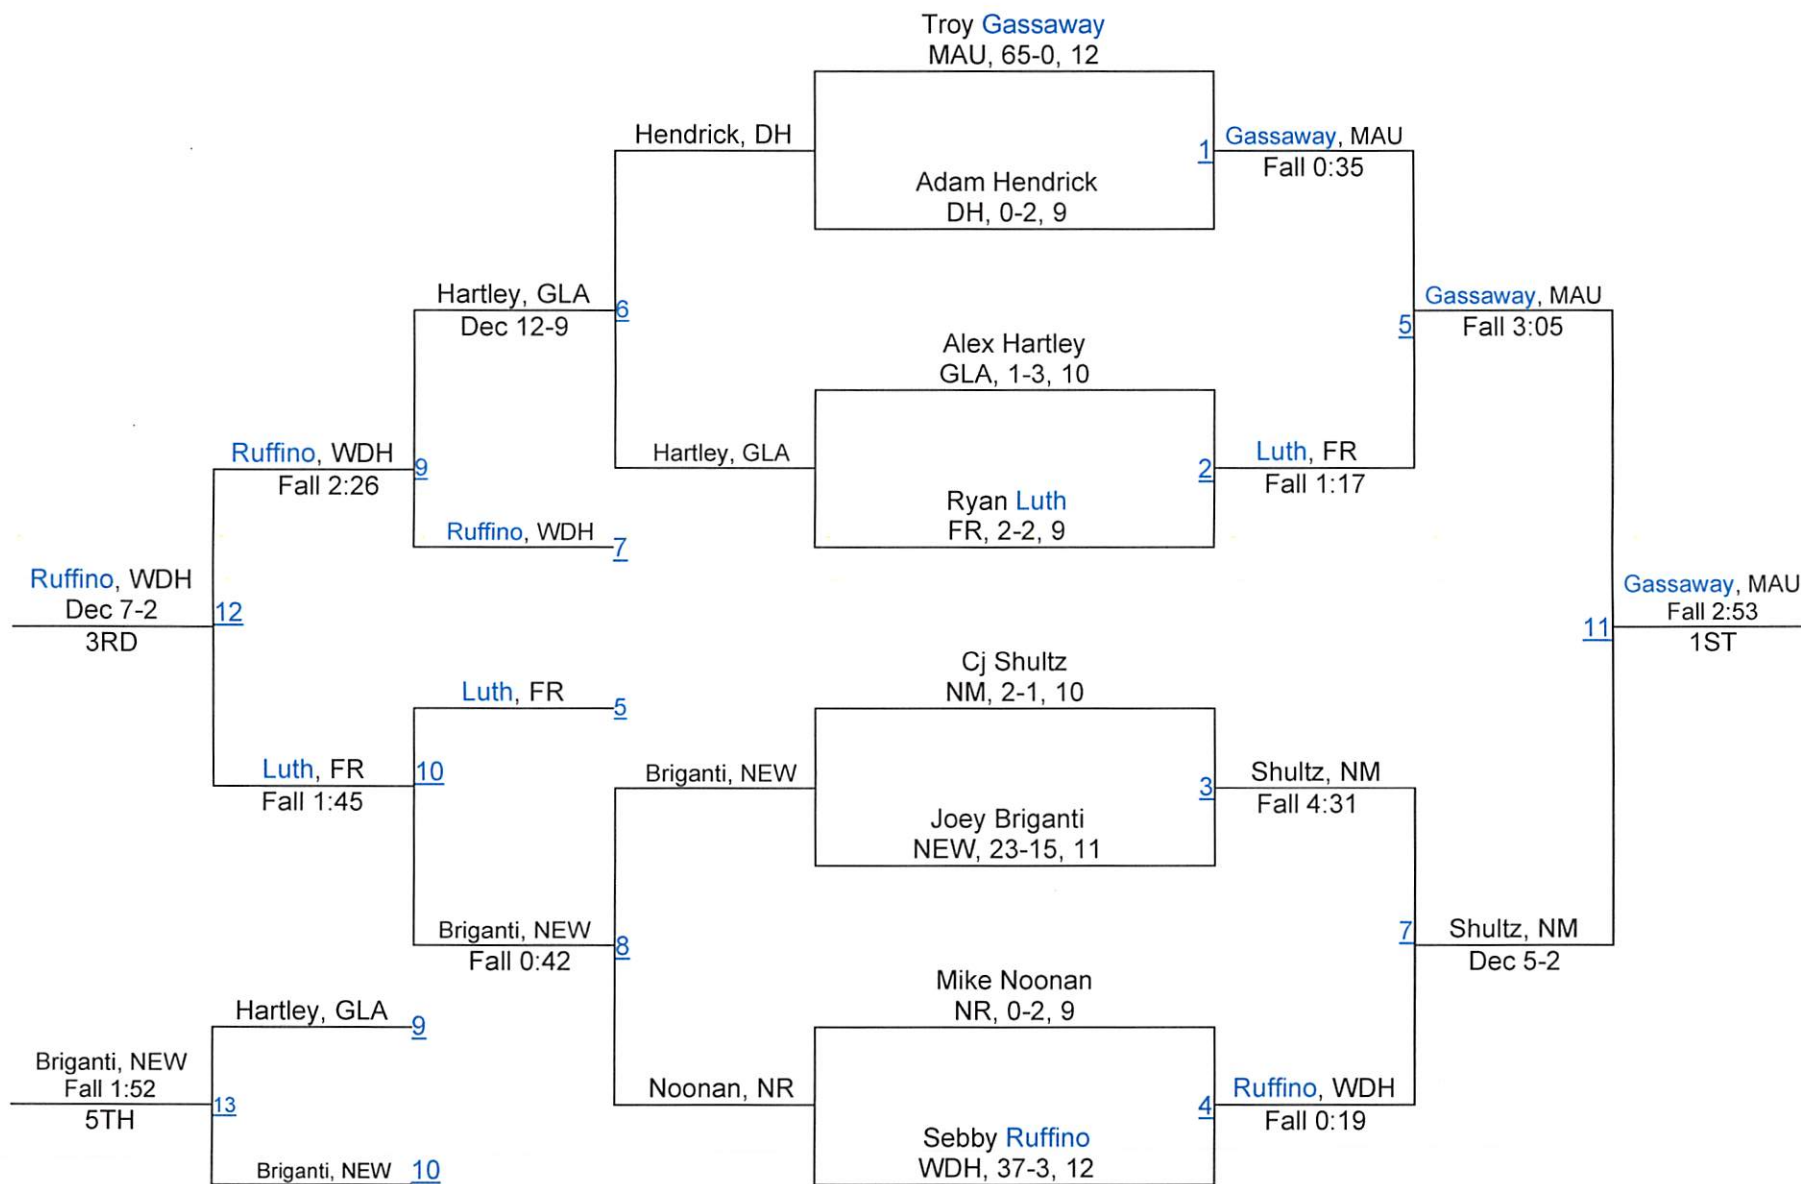 Troy Gassaway
MAU, 65-0, 12
Hendrick, DH
1
Gassaway, MAU
Fall 0:35
Adam Hendrick
DH, 0-2, 9
Hartley, GLA
Dec 12-9
6
Gassaway, MAU
Fall 3:05
5
Alex Hartley
GLA, 1-3, 10
Ruffino, WDH
Fall 2:26
9
Hartley, GLA
2
Luth, FR
Fall 1:17
Ryan Luth
FR, 2-2, 9
Ruffino, WDH
7
Ruffino, WDH
Dec 7-2
3RD
12
11
Gassaway, MAU
Fall 2:53
1ST
Cj Shultz
NM, 2-1, 10
Luth, FR
5
Luth, FR
Fall 1:45
10
Briganti, NEW
3
Shultz, NM
Fall 4:31
Joey Briganti
NEW, 23-15, 11
Briganti, NEW
Fall 0:42
8
7
Shultz, NM
Dec 5-2
Mike Noonan
NR, 0-2, 9
Hartley, GLA
9
Briganti, NEW
Fall 1:52
5TH
13
Noonan, NR
4
Ruffino, WDH
Fall 0:19
Sebby Ruffino
WDH, 37-3, 12
Briganti, NEW
10